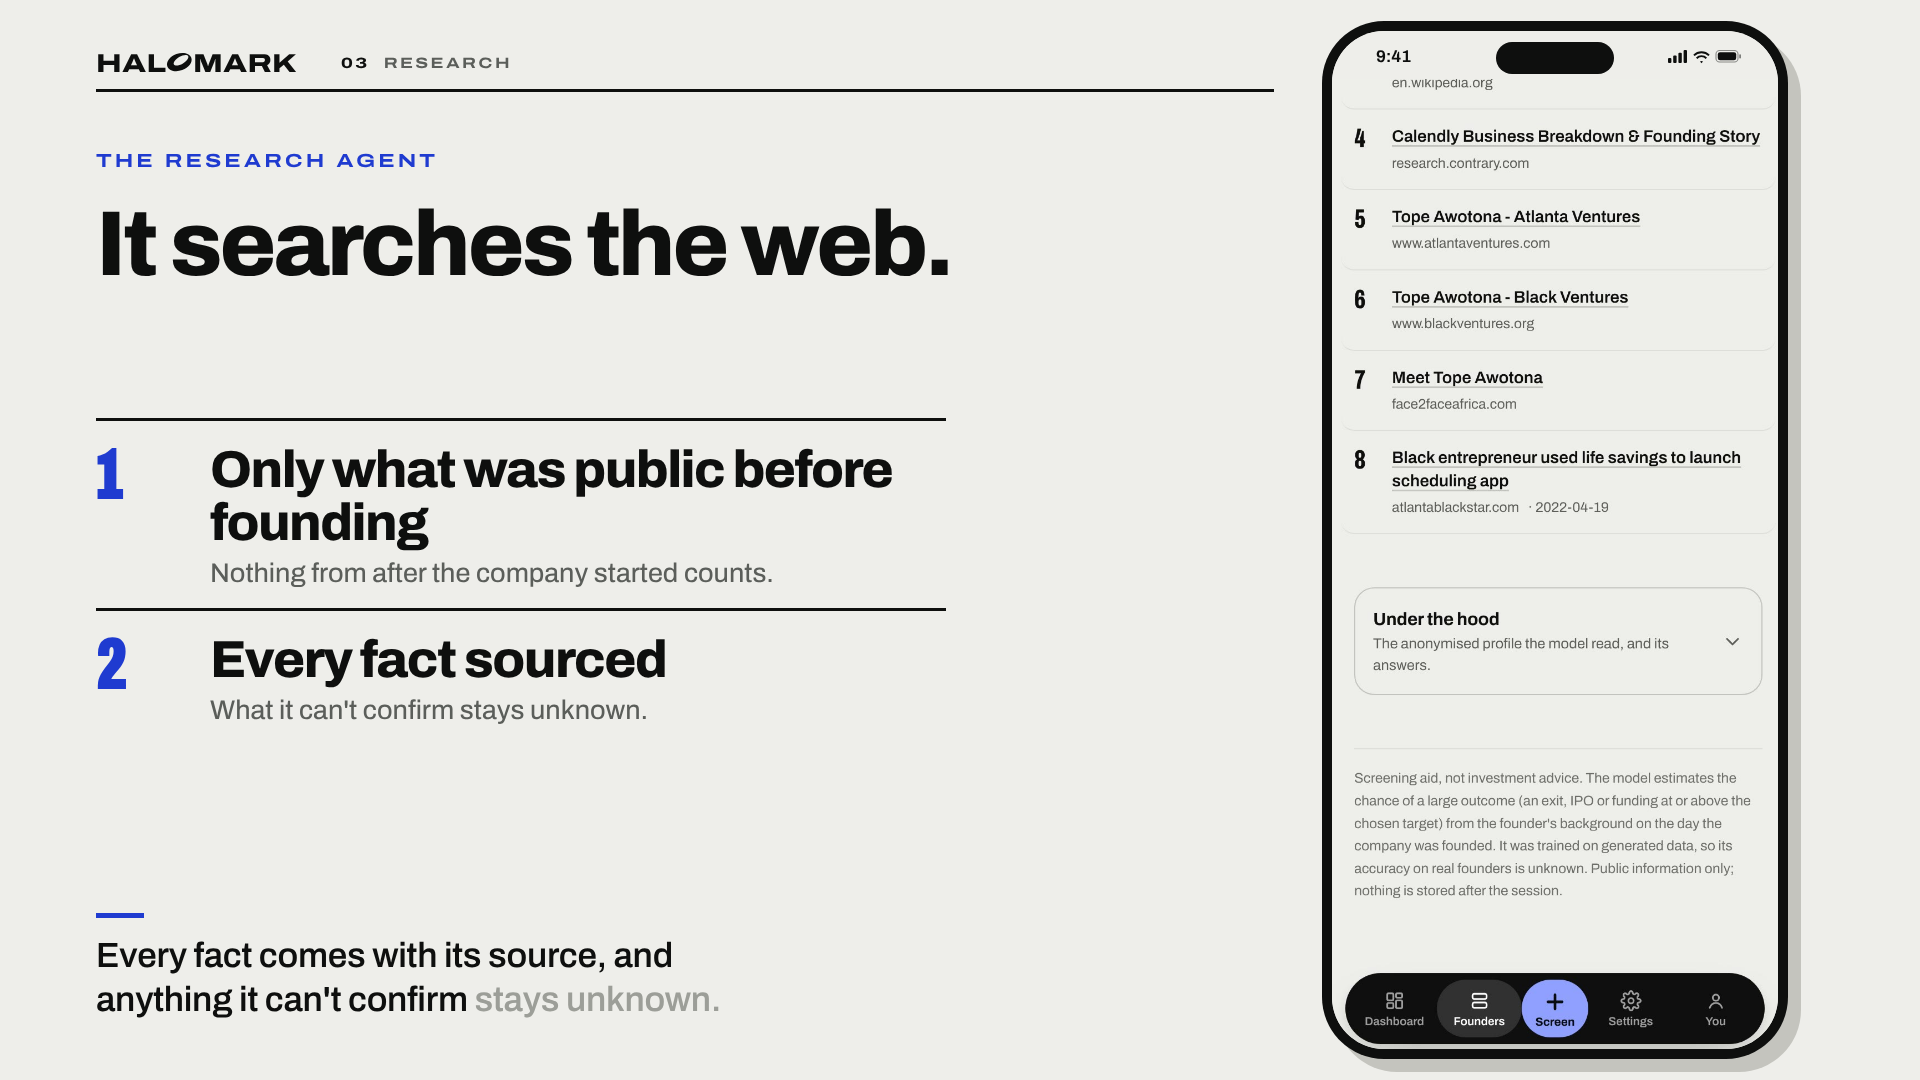 HALOMARK
03 RESEARCH
THE RESEARCH AGENT
It searches the web.
1
Only what was public before
founding
Nothing from after the company started counts.
2
Every fact sourced
What it can't confirm stays unknown.
Every fact comes with its source, and
anything it can't confirm stays unknown.
9:41
en.wikipedia.org
4 Calendly Business Breakdown & Founding Story
research.contrary.com
5 Tope Awotona - Atlanta Ventures
www.atlantaventures.com
6 Tope Awotona - Black Ventures
www.blackventures.org
7 Meet Tope Awotona
face2faceafrica.com
8 Black entrepreneur used life savings to launch
scheduling app
atlantablackstar.com · 2022-04-19
Under the hood
The anonymised profile the model read, and its
answers.
Screening aid, not investment advice. The model estimates the
chance of a large outcome (an exit, IPO or funding at or above the
chosen target) from the founder's background on the day the
company was founded. It was trained on generated data, so its
accuracy on real founders is unknown. Public information only;
nothing is stored after the session.
Dashboard Founders Screen Settings You